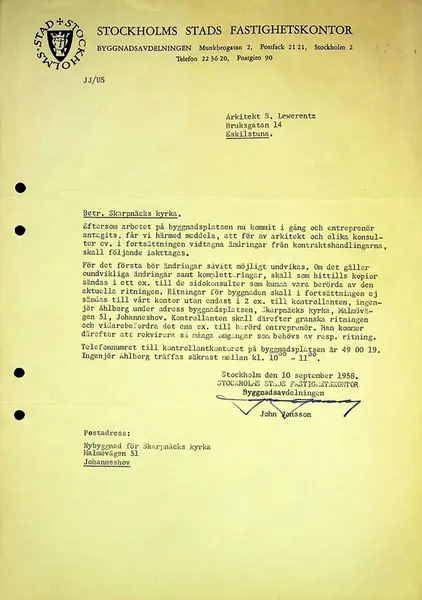 STOCKHOLMS STAD
STOCKHOLMS STADS FASTIGHETSKONTOR
BYGGNADSAVDELNINGEN Munkbrogatan 2, Postfack 21 21, Stockholm 2
Telefon 22 36 20, Postgiro 90
JJ/US
Arkitekt S. Lewerentz
Bruksgatan 14
Eskilstuna.
Betr. Skarpnäcks kyrka.
Eftersom arbetet på byggnadsplatsen nu kommit i gång och entreprenör
antagits, får vi härmed meddela, att för av arkitekt och olika konsul-
ter ev. i fortsättningen vidtagna ändringar från kontraktshandlingarna,
skall följande iakttagas.
För det första bör ändringar såvitt möjligt undvikas. Om det gäller
oundvikliga ändringar samt kompletteringar, skall som hittills kopior
sändas i ett ex. till de sidokonsulter som kunna vara berörda av den
aktuella ritningen. Ritningar för byggnaden skall i fortsättningen ej
sändas till vårt kontor utan endast i 2 ex. till kontrollanten, ingen-
jör Ahlborg under adress byggnadsplatsen, Skarpnäcks kyrka, Malmövä-
gen 51, Johanneshov. Kontrollanten skall därefter granska ritningen
och vidarebefordra det ena ex. till berörd entreprenör. Han kommer
därefter att rekvirera så många omgångar som behövs av resp. ritning.
Telefonnumret till kontrollantkontoret på byggnadsplatsen är 49 00 19.
Ingenjör Ahlborg träffas säkrast mellan kl. 10⁰⁰ - 11⁰⁰.
Stockholm den 10 september 1958.
STOCKHOLMS STADS FASTIGHETSKONTOR
Byggnadsavdelningen
John Jonsson
Postadress:
Nybyggnad för Skarpnäcks kyrka
Malmövägen 51
Johanneshov